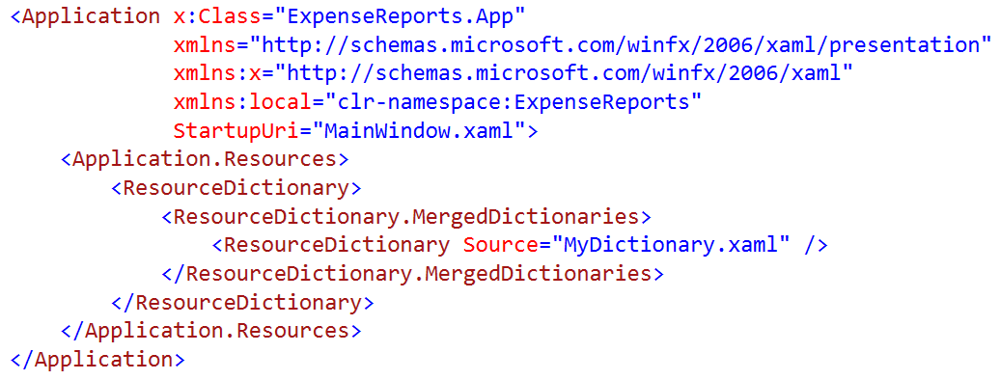 <Application x:Class="ExpenseReports.App"
             xmlns="http://schemas.microsoft.com/winfx/2006/xaml/presentation"
             xmlns:x="http://schemas.microsoft.com/winfx/2006/xaml"
             xmlns:local="clr-namespace:ExpenseReports"
             StartupUri="MainWindow.xaml">
    <Application.Resources>
        <ResourceDictionary>
            <ResourceDictionary.MergedDictionaries>
                <ResourceDictionary Source="MyDictionary.xaml" />
            </ResourceDictionary.MergedDictionaries>
        </ResourceDictionary>
    </Application.Resources>
</Application>